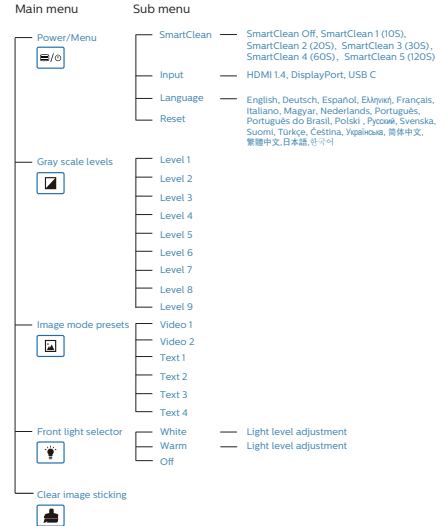 Main menu Sub menu
Power/Menu
SmartClean SmartClean Off, SmartClean 1 (10S)
SmartClean 2 (20S), SmartClean 3 (30S),
SmartClean 4 (60S), SmartClean 5 (120S)
Input HDMI 1.4, DisplayPort, USB C
Language English, Deutsch, Español, Ελληνική, Français,
Italiano, Magyar, Nederlands, Português,
Português do Brasil, Polski , Русский, Svenska,
Suomi, Türkçe, Čeština, Українська, 简体中文,
繁體中文,日本語,한국어
Reset
Gray scale levels
Level 1
Level 2
Level 3
Level 4
Level 5
Level 6
Level 7
Level 8
Level 9
Image mode presets
Video 1
Video 2
Text 1
Text 2
Text 3
Text 4
Front light selector
White Light level adjustment
Warm Light level adjustment
Off
Clear image sticking